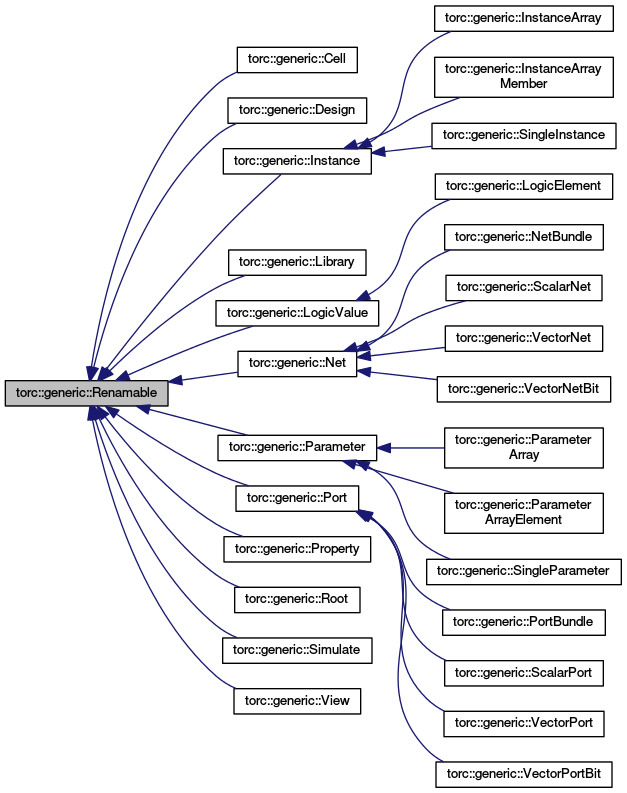 torc::generic::Renamable
torc::generic::Cell
torc::generic::Design
torc::generic::Instance
torc::generic::Library
torc::generic::LogicValue
torc::generic::Net
torc::generic::Parameter
torc::generic::Port
torc::generic::Property
torc::generic::Root
torc::generic::Simulate
torc::generic::View
torc::generic::InstanceArray
torc::generic::InstanceArray
Member
torc::generic::SingleInstance
torc::generic::LogicElement
torc::generic::NetBundle
torc::generic::ScalarNet
torc::generic::VectorNet
torc::generic::VectorNetBit
torc::generic::Parameter
Array
torc::generic::Parameter
ArrayElement
torc::generic::SingleParameter
torc::generic::PortBundle
torc::generic::ScalarPort
torc::generic::VectorPort
torc::generic::VectorPortBit